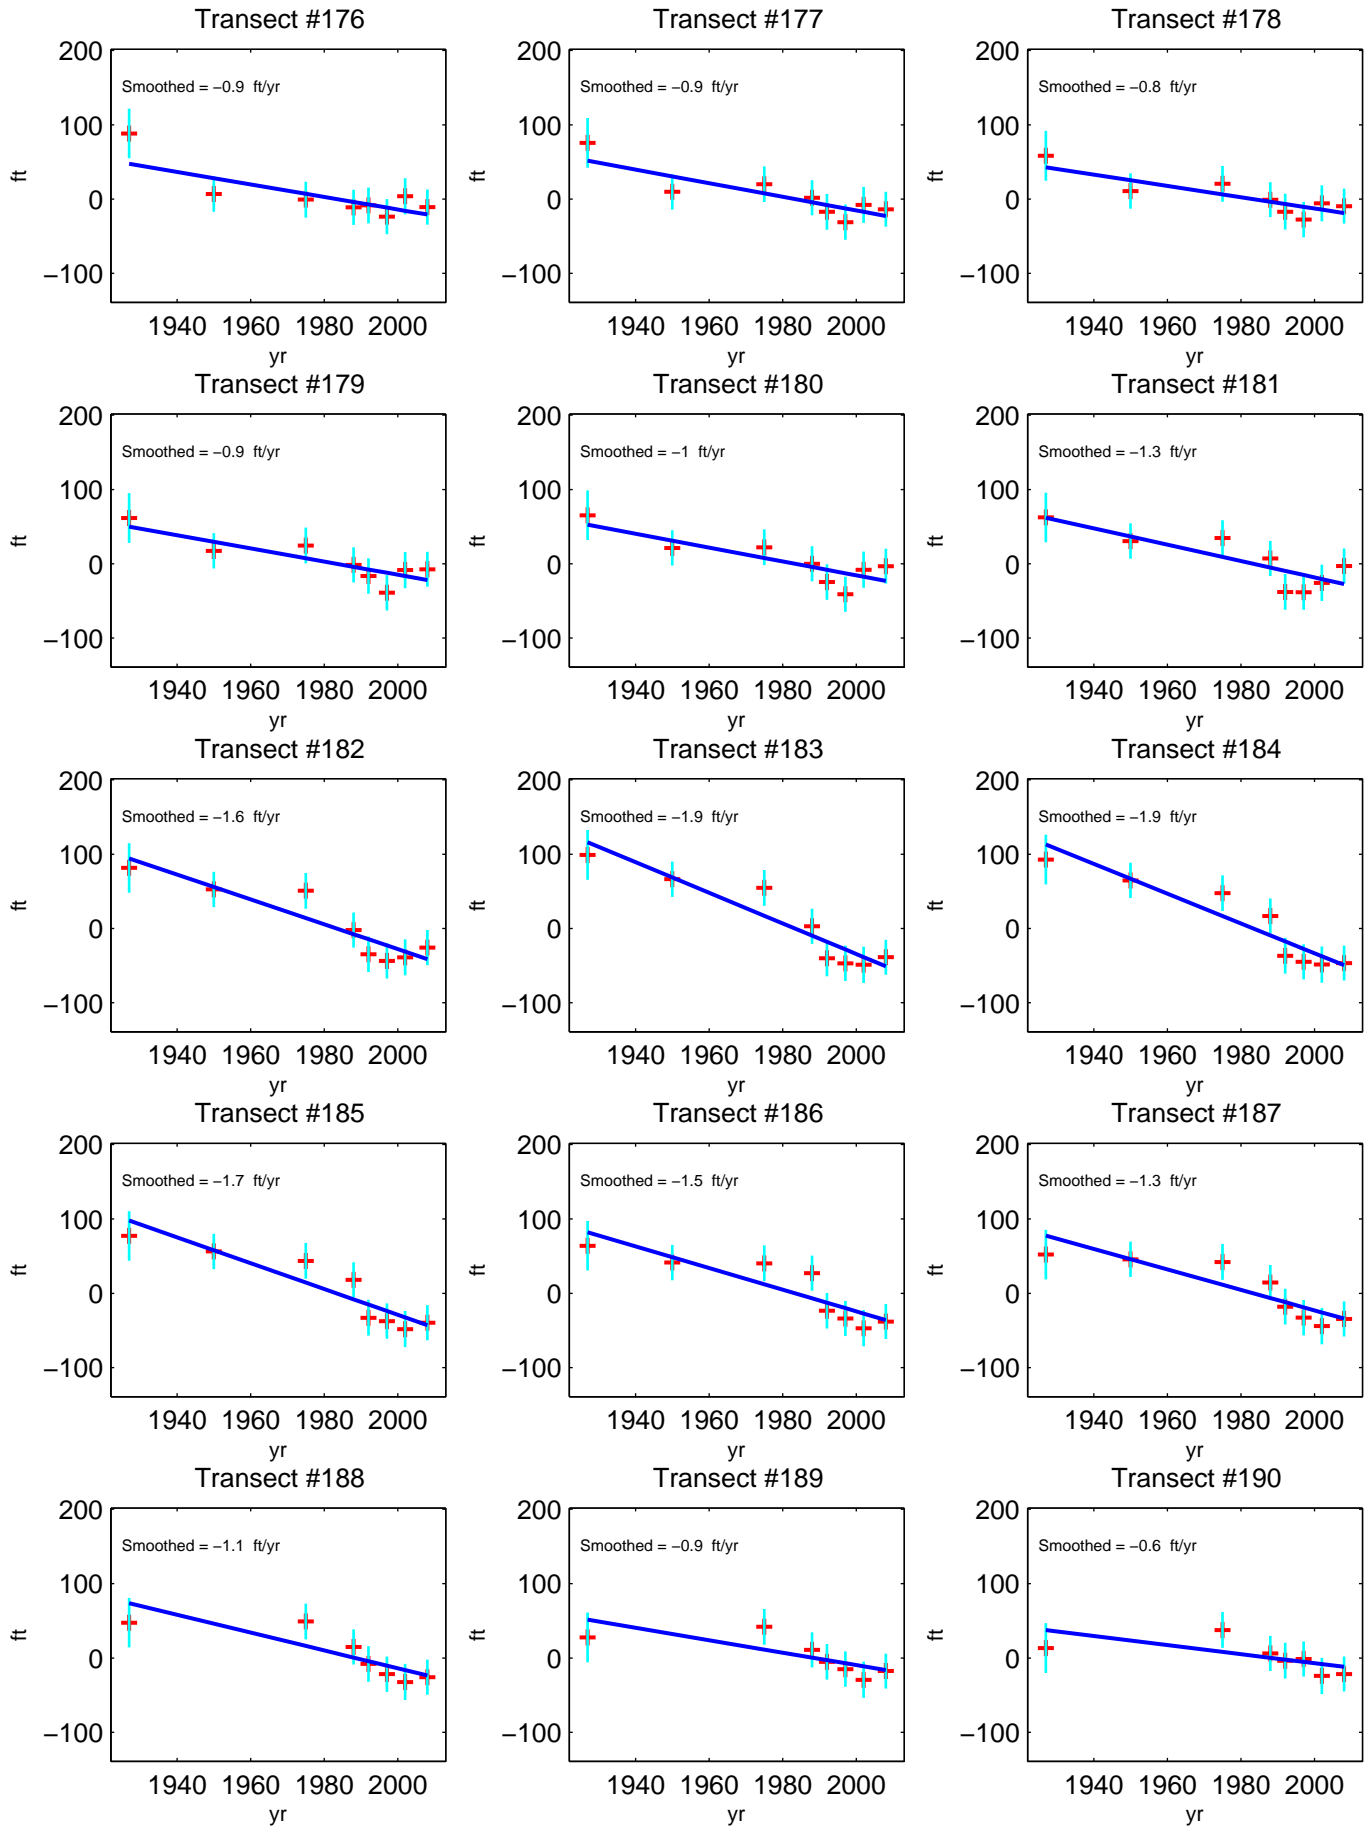 Transect #176
200
100
0
−100
ft
Smoothed = −0.9 ft/yr
1940 1960 1980 2000
yr
Transect #177
200
100
0
−100
ft
Smoothed = −0.9 ft/yr
1940 1960 1980 2000
yr
Transect #178
200
100
0
−100
ft
Smoothed = −0.8 ft/yr
1940 1960 1980 2000
yr
Transect #179
200
100
0
−100
ft
Smoothed = −0.9 ft/yr
1940 1960 1980 2000
yr
Transect #180
200
100
0
−100
ft
Smoothed = −1 ft/yr
1940 1960 1980 2000
yr
Transect #181
200
100
0
−100
ft
Smoothed = −1.3 ft/yr
1940 1960 1980 2000
yr
Transect #182
200
100
0
−100
ft
Smoothed = −1.6 ft/yr
1940 1960 1980 2000
yr
Transect #183
200
100
0
−100
ft
Smoothed = −1.9 ft/yr
1940 1960 1980 2000
yr
Transect #184
200
100
0
−100
ft
Smoothed = −1.9 ft/yr
1940 1960 1980 2000
yr
Transect #185
200
100
0
−100
ft
Smoothed = −1.7 ft/yr
1940 1960 1980 2000
yr
Transect #186
200
100
0
−100
ft
Smoothed = −1.5 ft/yr
1940 1960 1980 2000
yr
Transect #187
200
100
0
−100
ft
Smoothed = −1.3 ft/yr
1940 1960 1980 2000
yr
Transect #188
200
100
0
−100
ft
Smoothed = −1.1 ft/yr
1940 1960 1980 2000
yr
Transect #189
200
100
0
−100
ft
Smoothed = −0.9 ft/yr
1940 1960 1980 2000
yr
Transect #190
200
100
0
−100
ft
Smoothed = −0.6 ft/yr
1940 1960 1980 2000
yr